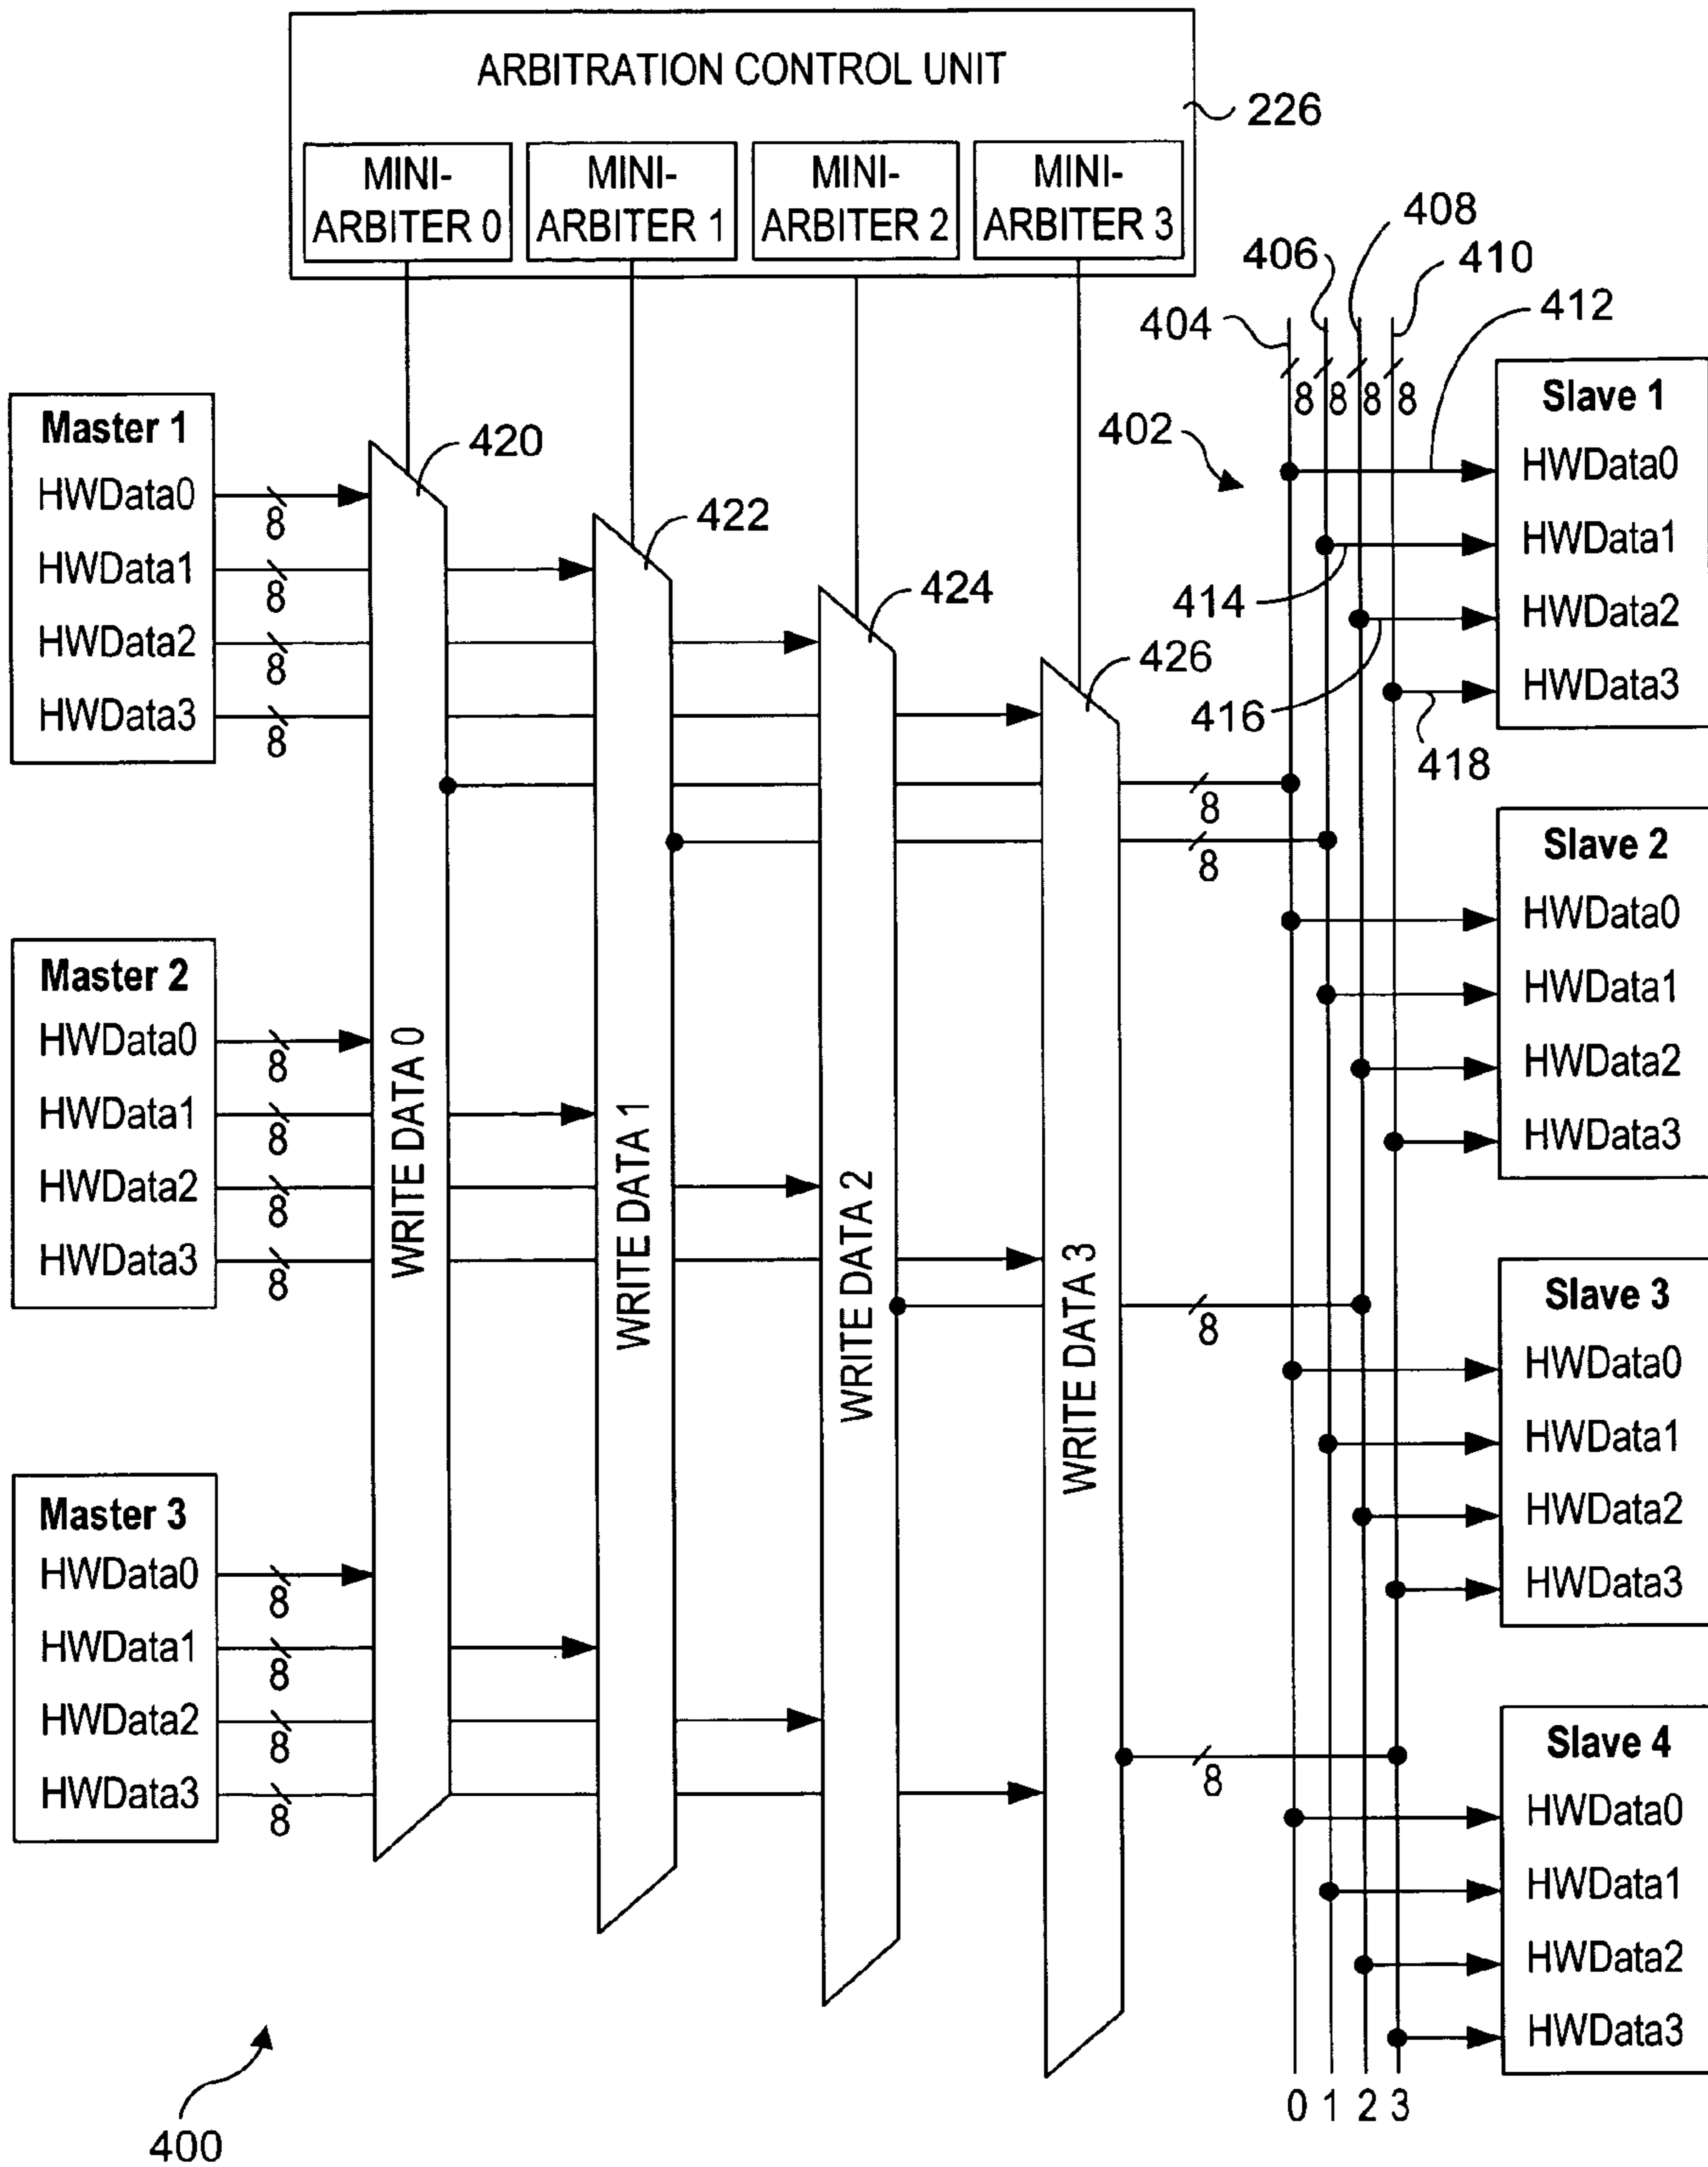 ARBITRATION CONTROL UNIT
226
MINI-
ARBITER 0
MINI-
ARBITER 1
MINI-
ARBITER 2
MINI-
ARBITER 3
408
406
410
404
412
8 8 8 8
402
Master 1
HWData0
8
HWData1
8
HWData2
8
HWData3
8
420
422
424
426
Slave 1
HWData0
HWData1
HWData2
HWData3
414
416
418
8
8
Slave 2
HWData0
HWData1
HWData2
HWData3
Master 2
HWData0
8
HWData1
8
HWData2
8
HWData3
8
WRITE DATA 0
WRITE DATA 1
WRITE DATA 2
WRITE DATA 3
8
Slave 3
HWData0
HWData1
HWData2
HWData3
Master 3
HWData0
8
HWData1
8
HWData2
8
HWData3
8
8
Slave 4
HWData0
HWData1
HWData2
HWData3
0 1 2 3
400